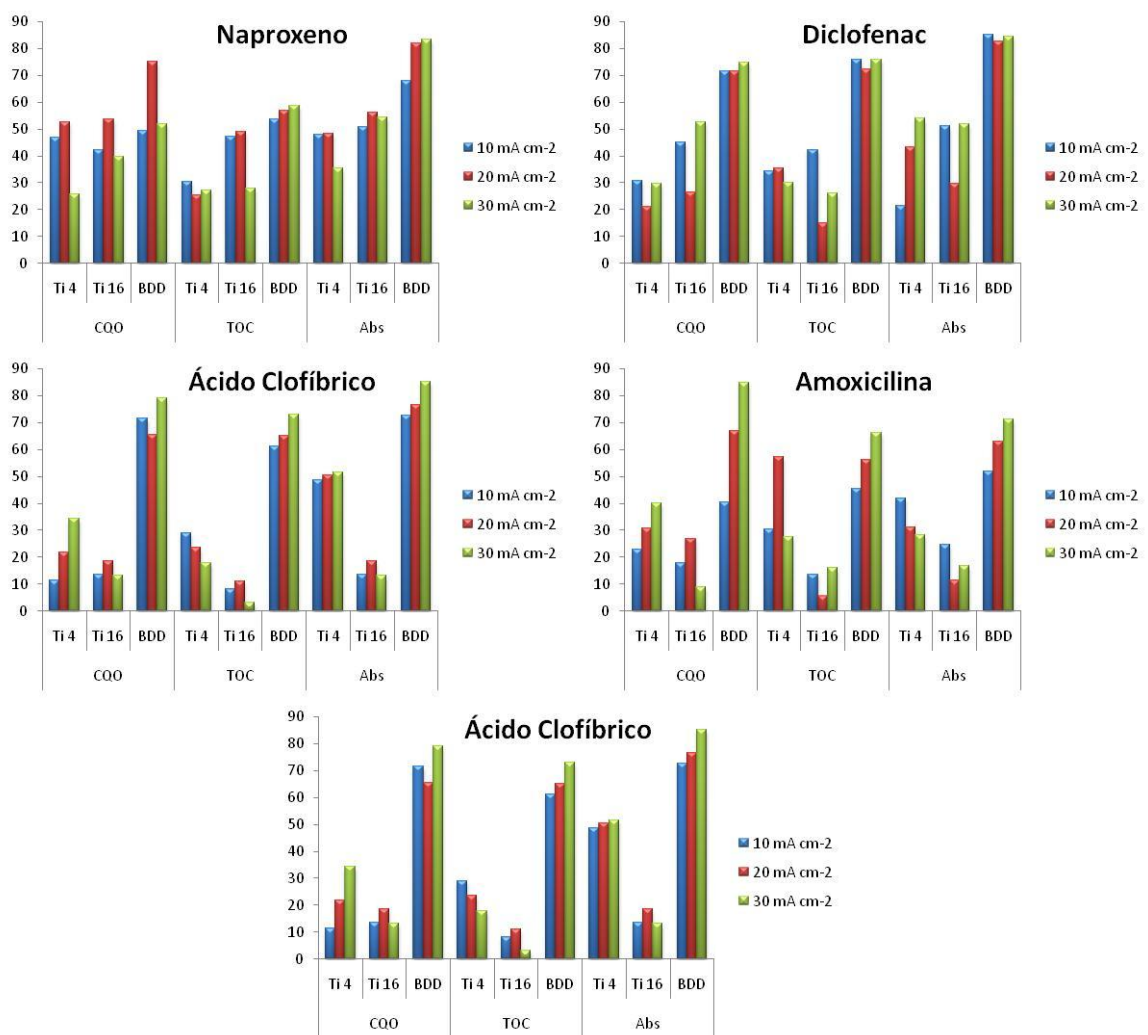 Naproxeno
90
80
70
60
50
40
30
20
10
0
Ti 4 Ti 16 BDD Ti 4 Ti 16 BDD Ti 4 Ti 16 BDD
CQO TOC Abs
10 mA cm-2
20 mA cm-2
30 mA cm-2
Diclofenac
90
80
70
60
50
40
30
20
10
0
Ti 4 Ti 16 BDD Ti 4 Ti 16 BDD Ti 4 Ti 16 BDD
CQO TOC Abs
10 mA cm-2
20 mA cm-2
30 mA cm-2
Ácido Clofíbrico
90
80
70
60
50
40
30
20
10
0
Ti 4 Ti 16 BDD Ti 4 Ti 16 BDD Ti 4 Ti 16 BDD
CQO TOC Abs
10 mA cm-2
20 mA cm-2
30 mA cm-2
Amoxicilina
90
80
70
60
50
40
30
20
10
0
Ti 4 Ti 16 BDD Ti 4 Ti 16 BDD Ti 4 Ti 16 BDD
CQO TOC Abs
10 mA cm-2
20 mA cm-2
30 mA cm-2
Ácido Clofíbrico
90
80
70
60
50
40
30
20
10
0
Ti 4 Ti 16 BDD Ti 4 Ti 16 BDD Ti 4 Ti 16 BDD
CQO TOC Abs
10 mA cm-2
20 mA cm-2
30 mA cm-2